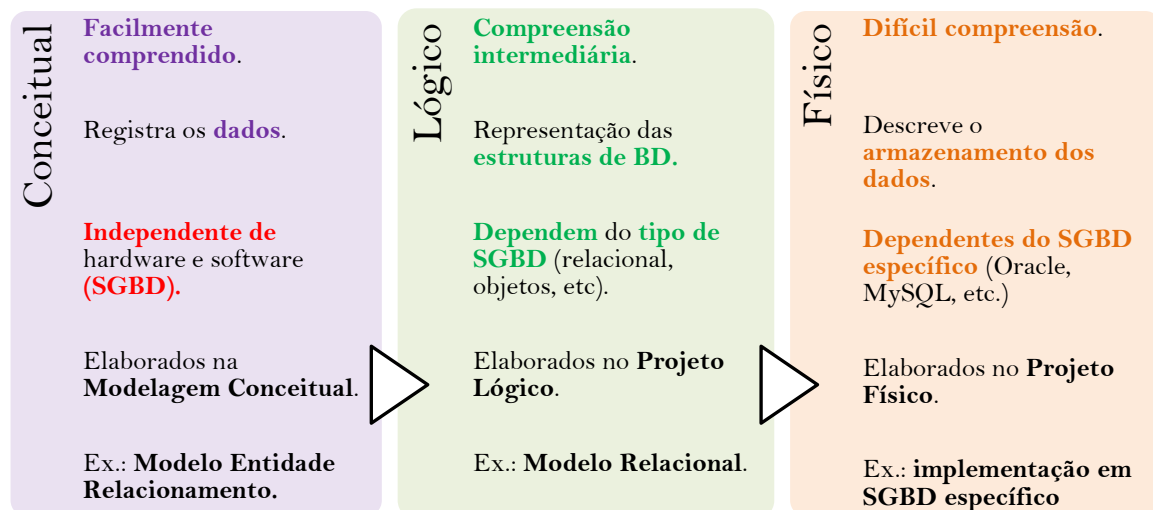 Conceitual
Facilmente
comprendido.
Registra os dados.
Independente de
hardware e software
(SGBD).
Elaborados na
Modelagem Conceitual.
Ex.: Modelo Entidade
Relacionamento.
Lógico
Compreensão
intermediária.
Representação das
estruturas de BD.
Dependem do tipo de
SGBD (relacional,
objetos, etc).
Elaborados no Projeto
Lógico.
Ex.: Modelo Relacional.
Físico
Difícil compreensão.
Descreve o
armazenamento dos
dados.
Dependentes do SGBD
específico (Oracle,
MySQL, etc.)
Elaborados no Projeto
Físico.
Ex.: implementação em
SGBD específico